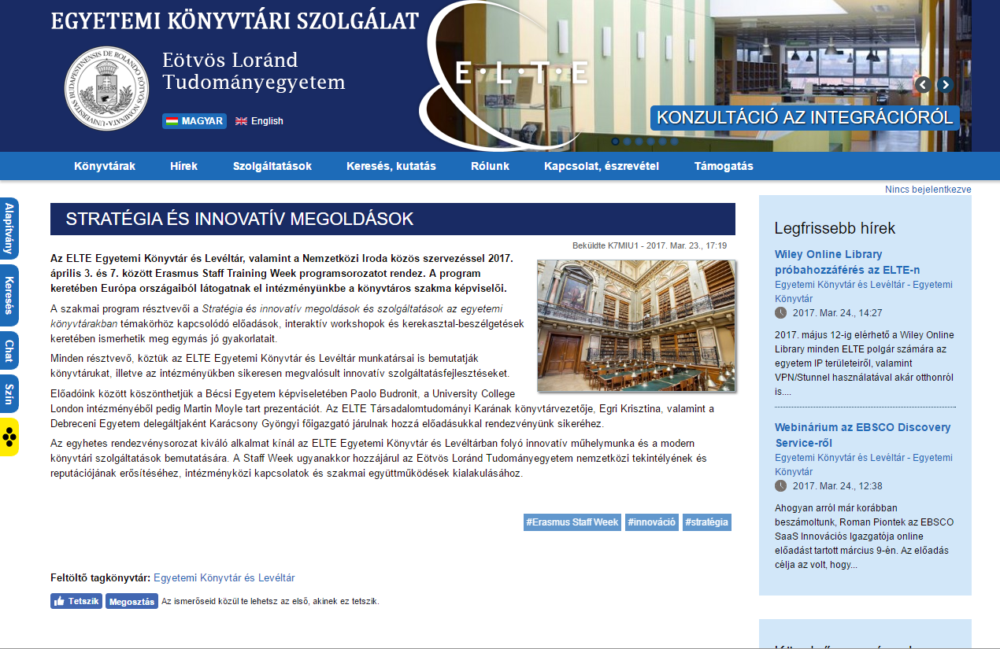 EGYETEMI KÖNYVTÁRI SZOLGÁLAT
Eötvös Loránd
Tudományegyetem
E·L·T·E
MAGYAR English
KONZULTÁCIÓ AZ INTEGRÁCIÓRÓL
Könyvtárak Hírek Szolgáltatások Keresés, kutatás Rólunk Kapcsolat, észrevétel Támogatás
Nincs bejelentkezve
Alapítvány
Keresés
Chat
Szín
STRATÉGIA ÉS INNOVATÍV MEGOLDÁSOK
Beküldte K7MIU1 - 2017. Mar. 23., 17:19
Az ELTE Egyetemi Könyvtár és Levéltár, valamint a Nemzetközi Iroda közös szervezéssel 2017.
április 3. és 7. között Erasmus Staff Training Week programsorozatot rendez. A program
keretében Európa országaiból látogatnak el intézményünkbe a könyvtáros szakma képviselői.
A szakmai program résztvevői a Stratégia és innovatív megoldások és szolgáltatások az egyetemi
könyvtárakban témakörhöz kapcsolódó előadások, interaktív workshopok és kerekasztal-beszélgetések
keretében ismerhetik meg egymás jó gyakorlatait.
Minden résztvevő, köztük az ELTE Egyetemi Könyvtár és Levéltár munkatársai is bemutatják
könyvtárukat, illetve az intézményükben sikeresen megvalósult innovatív szolgáltatásfejlesztéseket.
Előadóink között köszönthetjük a Bécsi Egyetem képviseletében Paolo Budronit, a University College
London intézményéből pedig Martin Moyle tart prezentációt. Az ELTE Társadalomtudományi Karának könyvtárvezetője, Egri Krisztina, valamint a
Debreceni Egyetem delegáltjaként Karácsony Gyöngyi főigazgató járulnak hozzá előadásukkal rendezvényünk sikeréhez.
Az egyhetes rendezvénysorozat kiváló alkalmat kínál az ELTE Egyetemi Könyvtár és Levéltárban folyó innovatív műhelymunka és a modern
könyvtári szolgáltatások bemutatására. A Staff Week ugyanakkor hozzájárul az Eötvös Loránd Tudományegyetem nemzetközi tekintélyének és
reputációjának erősítéséhez, intézményközi kapcsolatok és szakmai együttműködések kialakulásához.
#Erasmus Staff Week #innováció #stratégia
Feltöltő tagkönyvtár: Egyetemi Könyvtár és Levéltár
Tetszik Megosztás Az ismerőseid közül te lehetsz az első, akinek ez tetszik.
Legfrissebb hírek
Wiley Online Library
próbahozzáférés az ELTE-n
Egyetemi Könyvtár és Levéltár - Egyetemi
Könyvtár
2017. Mar. 24., 14:27
2017. május 12-ig elérhető a Wiley Online
Library minden ELTE polgár számára az
egyetem IP területeiről, valamint
VPN/Stunnel használatával akár otthonról
is....
Webinárium az EBSCO Discovery
Service-ről
Egyetemi Könyvtár és Levéltár - Egyetemi
Könyvtár
2017. Mar. 24., 12:38
Ahogyan arról már korábban
beszámoltunk, Roman Piontek az EBSCO
SaaS Innovációs Igazgatója online
előadást tartott március 9-én. Az előadás
célja az volt, hogy...